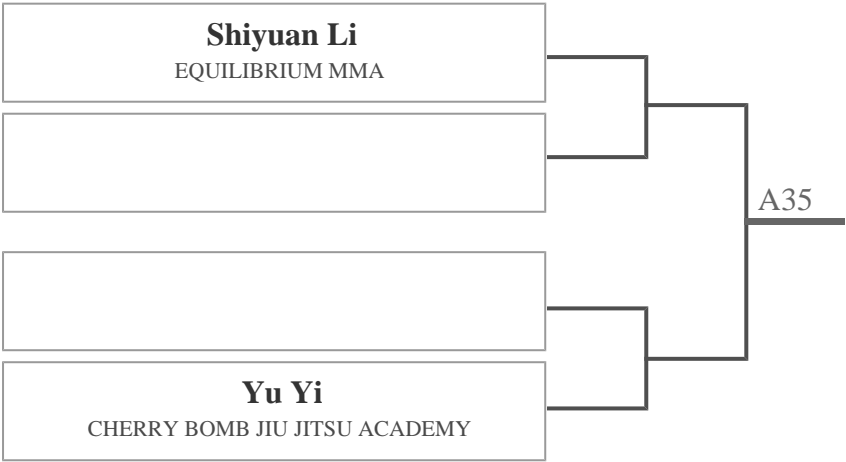 Shiyuan Li
EQUILIBRIUM MMA
A35
Yu Yi
CHERRY BOMB JIU JITSU ACADEMY